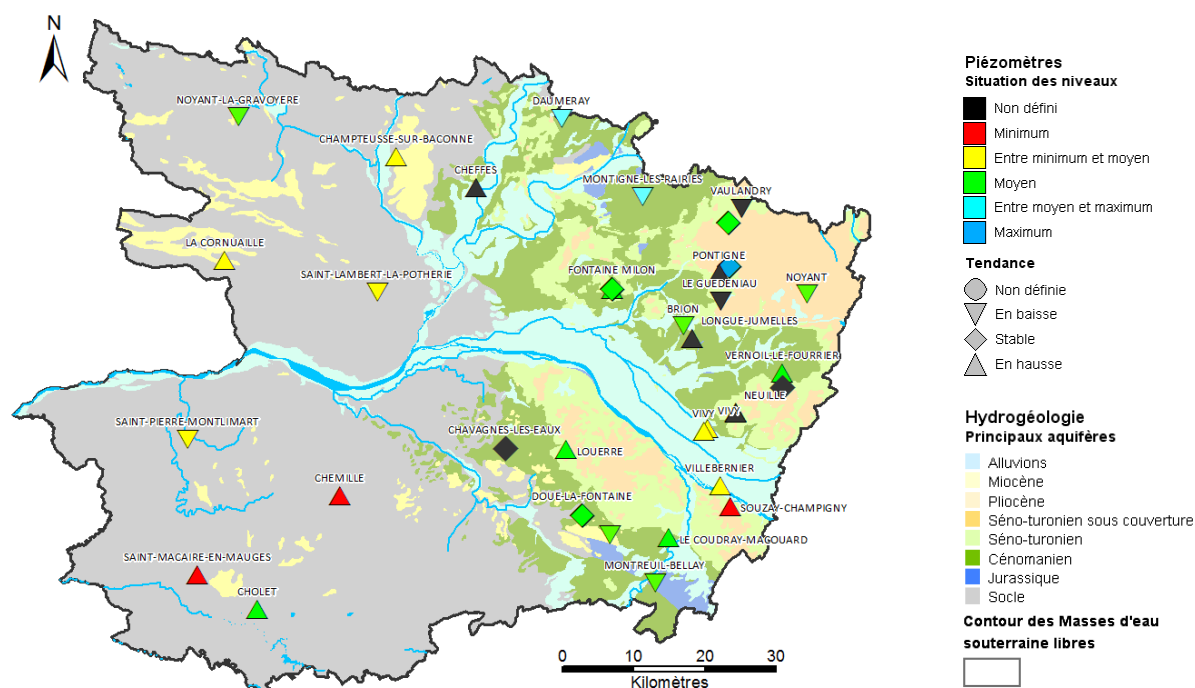 N
NOYANT-LA-GRAVOYERE
DAUMERAY
CHAMPTEUSSE-SUR-BACONNE
CHEFFES
MONTIGNE-LES-RAIRIES
VAULANDRY
LA CORNUAILLE
SAINT-LAMBERT-LA-POTHERIE
FONTAINE MILON
PONTIGNE
LE GUEDENIAU
NOYANT
BRION
LONGUE-JUMELLES
VERNOIL-LE-FOURRIER
NEUILLE
VIVY
VIVY
SAINT-PIERRE-MONTLIMART
CHAVAGNES-LES-EAUX
LOUERRE
VILLEBERNIER
CHEMILLE
DOUE-LA-FONTAINE
SOUZAY-CHAMPIGNY
LE COUDRAY-MACOUARD
SAINT-MACAIRE-EN-MAUGES
MONTREUIL-BELLAY
CHOLET
0 10 20 30
Kilomètres
Piézomètres
Situation des niveaux
Non défini
Minimum
Entre minimum et moyen
Moyen
Entre moyen et maximum
Maximum
Tendance
Non définie
En baisse
Stable
En hausse
Hydrogéologie
Principaux aquifères
Alluvions
Miocène
Pliocène
Séno-turonien sous couverture
Séno-turonien
Cénomanien
Jurassique
Socle
Contour des Masses d'eau
souterraine libres